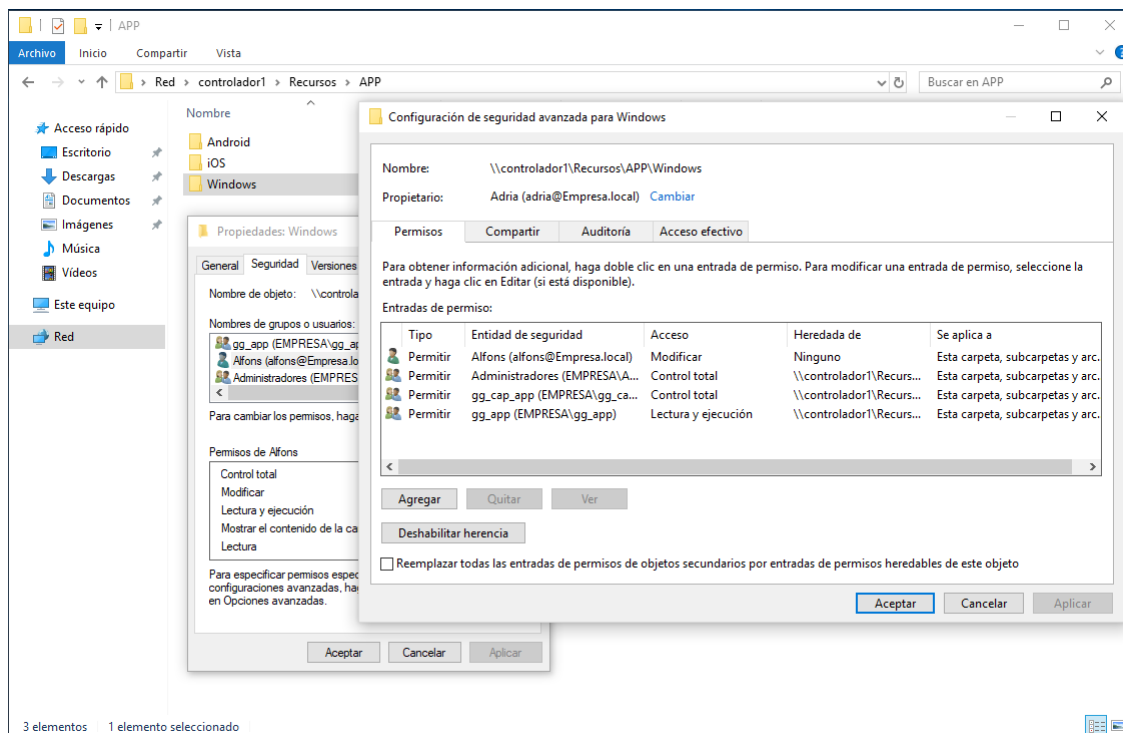 APP
Archivo Inicio Compartir Vista
Red > controlador1 > Recursos > APP
Buscar en APP
Acceso rápido
Escritorio
Descargas
Documentos
Imágenes
Música
Vídeos
Este equipo
Red
Nombre
Android
iOS
Windows
Propiedades: Windows
General Seguridad Versiones
Nombre de objeto: \\controla
Nombres de grupos o usuarios:
gg_app (EMPRESA\gg_ap
Alfons (alfons@Empresa.lo
Administradores (EMPRES
Para cambiar los permisos, haga
Permisos de Alfons
Control total
Modificar
Lectura y ejecución
Mostrar el contenido de la ca
Lectura
Para especificar permisos espec
configuraciones avanzadas, ha
en Opciones avanzadas.
Aceptar Cancelar Aplicar
Configuración de seguridad avanzada para Windows
Nombre: \\controlador1\Recursos\APP\Windows
Propietario: Adria (adria@Empresa.local) Cambiar
Permisos Compartir Auditoría Acceso efectivo
Para obtener información adicional, haga doble clic en una entrada de permiso. Para modificar una entrada de permiso, seleccione la
entrada y haga clic en Editar (si está disponible).
Entradas de permiso:
Tipo Entidad de seguridad Acceso Heredada de Se aplica a
Permitir Alfons (alfons@Empresa.local) Modificar Ninguno Esta carpeta, subcarpetas y arc.
Permitir Administradores (EMPRESA\A... Control total \\controlador1\Recurs... Esta carpeta, subcarpetas y arc.
Permitir gg_cap_app (EMPRESA\gg_ca... Control total \\controlador1\Recurs... Esta carpeta, subcarpetas y arc.
Permitir gg_app (EMPRESA\gg_app) Lectura y ejecución \\controlador1\Recurs... Esta carpeta, subcarpetas y arc.
Agregar Quitar Ver
Deshabilitar herencia
Reemplazar todas las entradas de permisos de objetos secundarios por entradas de permisos heredables de este objeto
Aceptar Cancelar Aplicar
3 elementos 1 elemento seleccionado